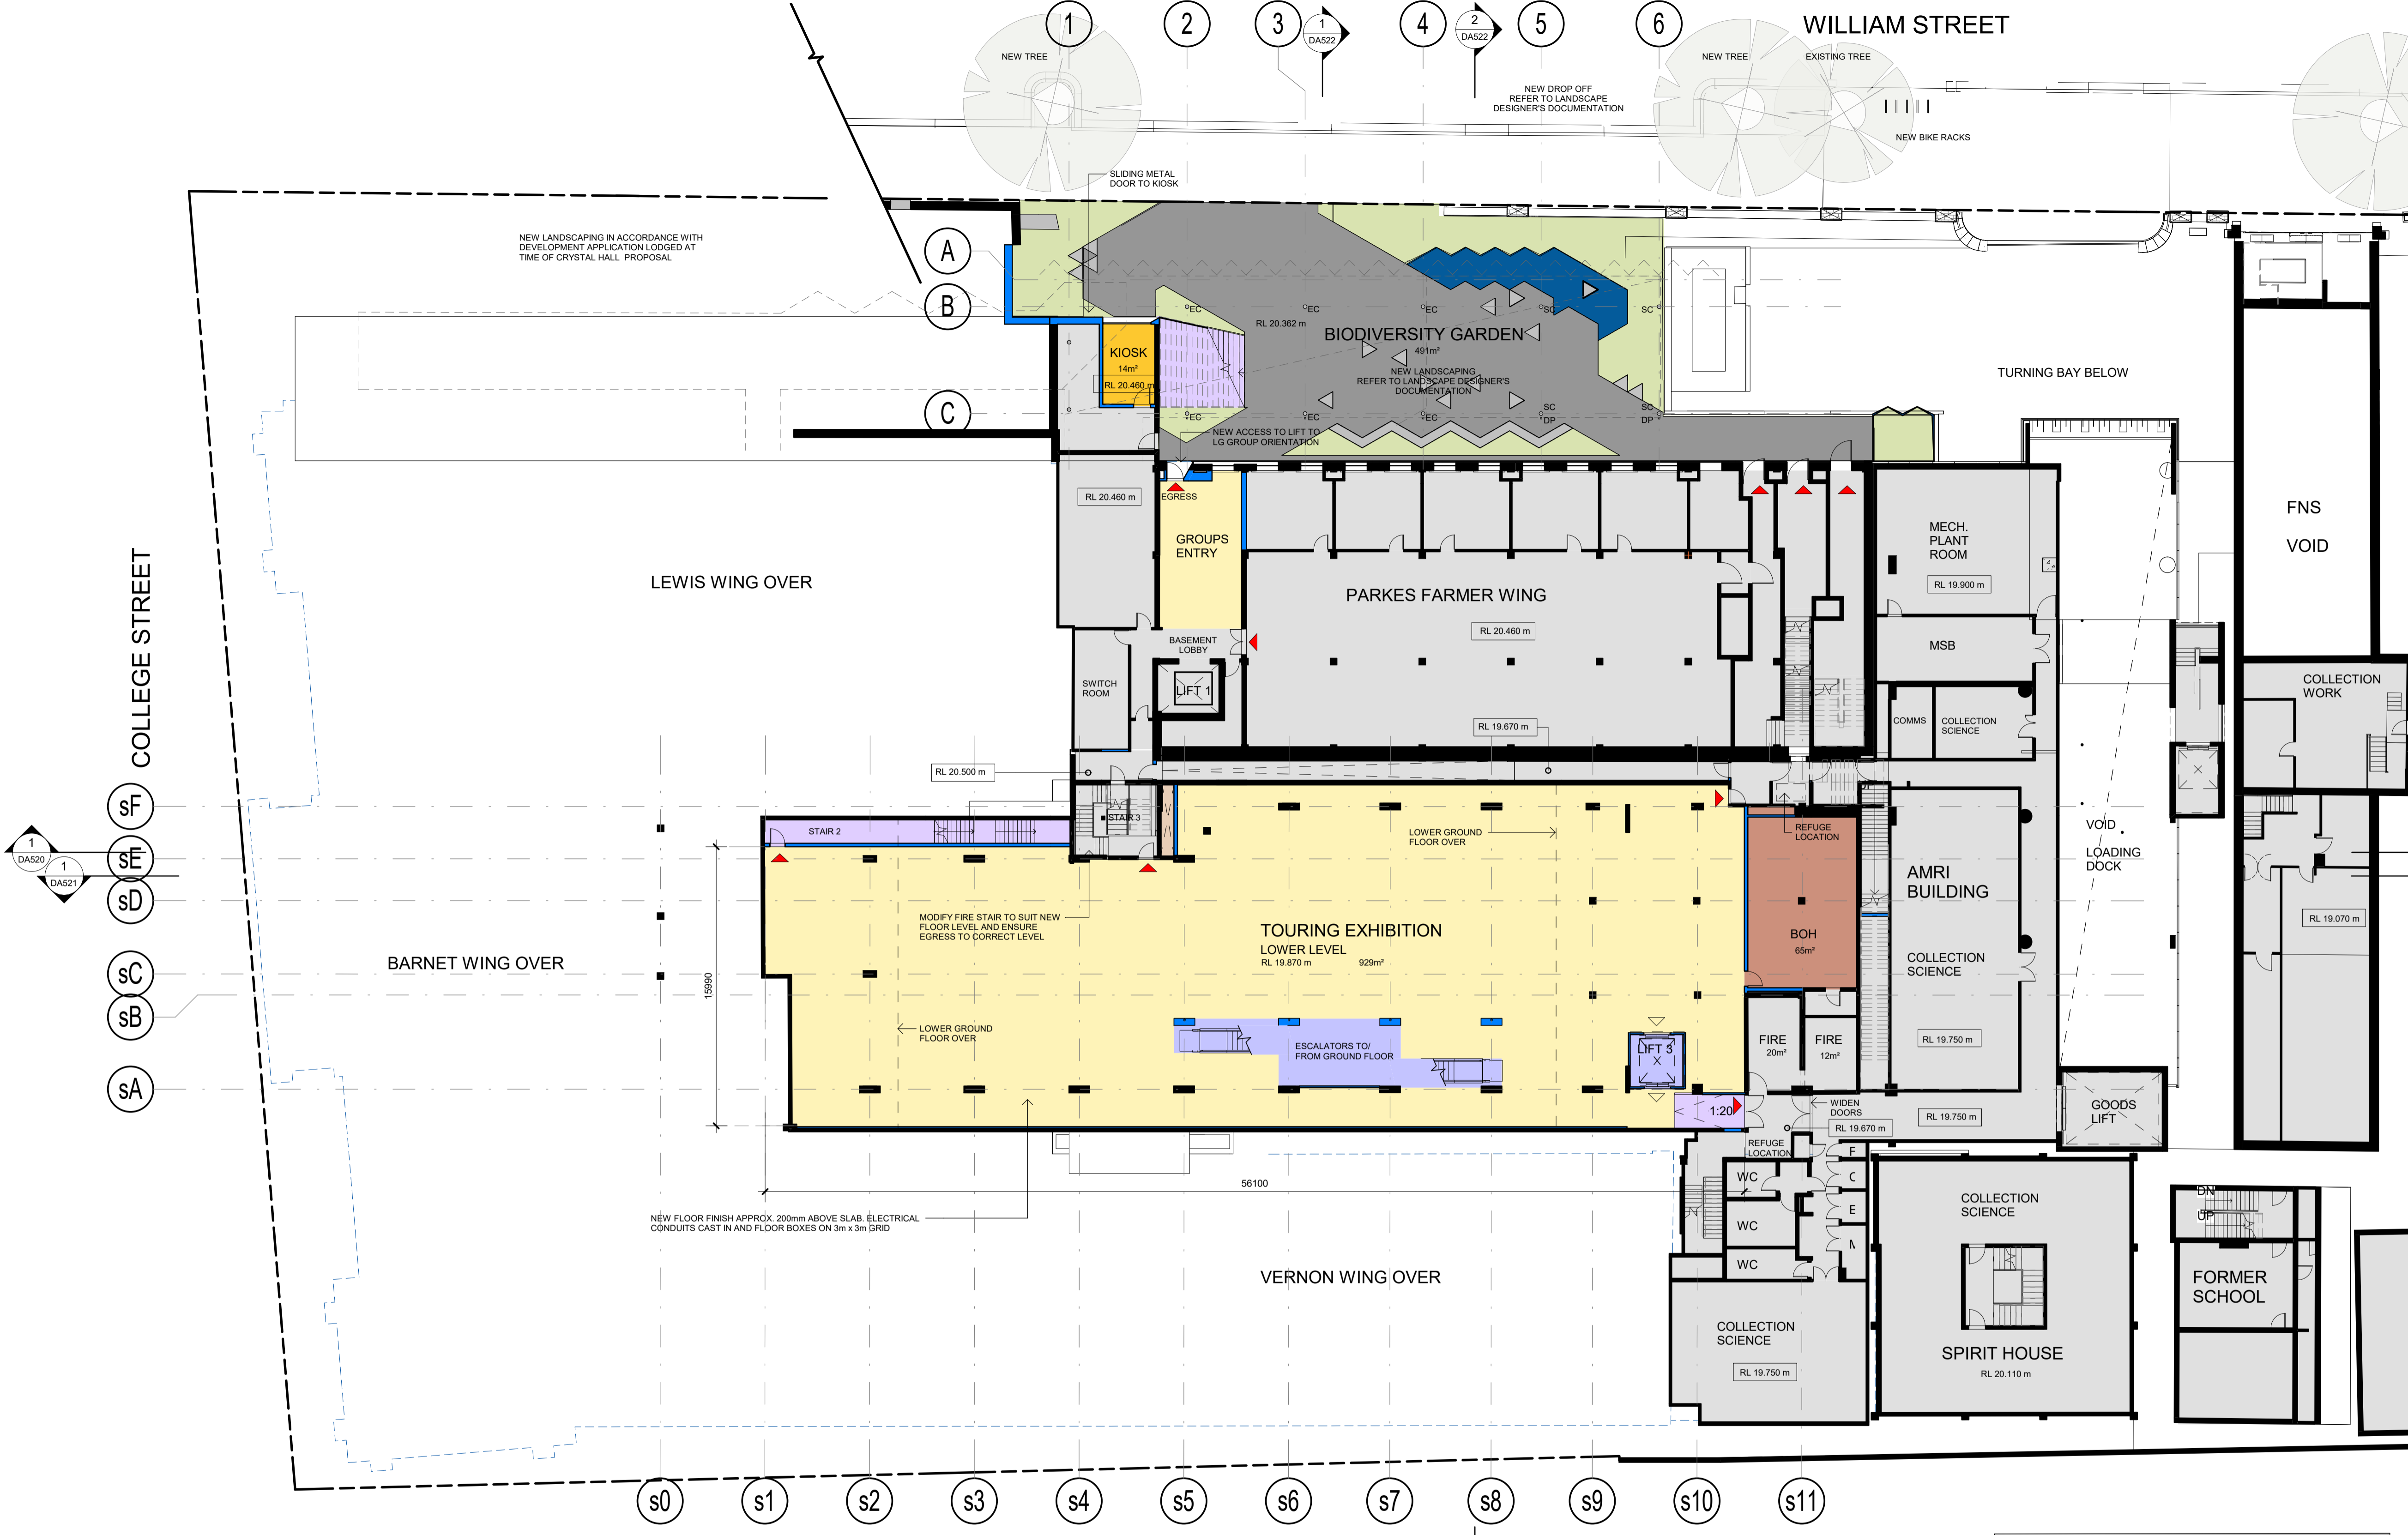 1
2
3
4
5
6
1
DA522
2
DA522
WILLIAM STREET
NEW TREE
NEW TREE
EXISTING TREE
NEW DROP OFF
REFER TO LANDSCAPE
DESIGNER'S DOCUMENTATION
NEW BIKE RACKS
SLIDING METAL
DOOR TO KIOSK
NEW LANDSCAPING IN ACCORDANCE WITH
DEVELOPMENT APPLICATION LODGED AT
TIME OF CRYSTAL HALL PROPOSAL
A
B
C
EC
EC
EC
SC
SC
RL 20.362 m
BIODIVERSITY GARDEN
491m²
NEW LANDSCAPING
REFER TO LANDSCAPE DESIGNER'S
DOCUMENTATION
KIOSK
14m²
RL 20.460 m
EC
EC
EC
SC
DP
SC
DP
TURNING BAY BELOW
NEW ACCESS TO LIFT TO
LG GROUP ORIENTATION
RL 20.460 m
EGRESS
GROUPS
ENTRY
COLLEGE STREET
LEWIS WING OVER
PARKES FARMER WING
RL 20.460 m
MECH.
PLANT
ROOM
RL 19.900 m
FNS
VOID
BASEMENT
LOBBY
MSB
SWITCH
ROOM
LIFT 1
COLLECTION
WORK
COMMS
COLLECTION
SCIENCE
RL 19.670 m
RL 20.500 m
sF
sE
sD
sC
sB
sA
1
DA520
1
DA521
STAIR 2
STAIR 3
LOWER GROUND
FLOOR OVER
REFUGE
LOCATION
UP
VOID
LOADING
DOCK
AMRI
BUILDING
MODIFY FIRE STAIR TO SUIT NEW
FLOOR LEVEL AND ENSURE
EGRESS TO CORRECT LEVEL
TOURING EXHIBITION
LOWER LEVEL
RL 19.870 m
929m²
BOH
65m²
RL 19.070 m
BARNET WING OVER
COLLECTION
SCIENCE
15990
LOWER GROUND
FLOOR OVER
ESCALATORS TO/
FROM GROUND FLOOR
LIFT 3
FIRE
20m²
FIRE
12m²
RL 19.750 m
1:20
WIDEN
DOORS
RL 19.670 m
RL 19.750 m
GOODS
LIFT
REFUGE
LOCATION
F
C
E
WC
WC
WC
56100
COLLECTION
SCIENCE
DN
UP
NEW FLOOR FINISH APPROX. 200mm ABOVE SLAB. ELECTRICAL
CONDUITS CAST IN AND FLOOR BOXES ON 3m x 3m GRID
VERNON WING OVER
FORMER
SCHOOL
COLLECTION
SCIENCE
RL 19.750 m
SPIRIT HOUSE
RL 20.110 m
s0
s1
s2
s3
s4
s5
s6
s7
s8
s9
s10
s11